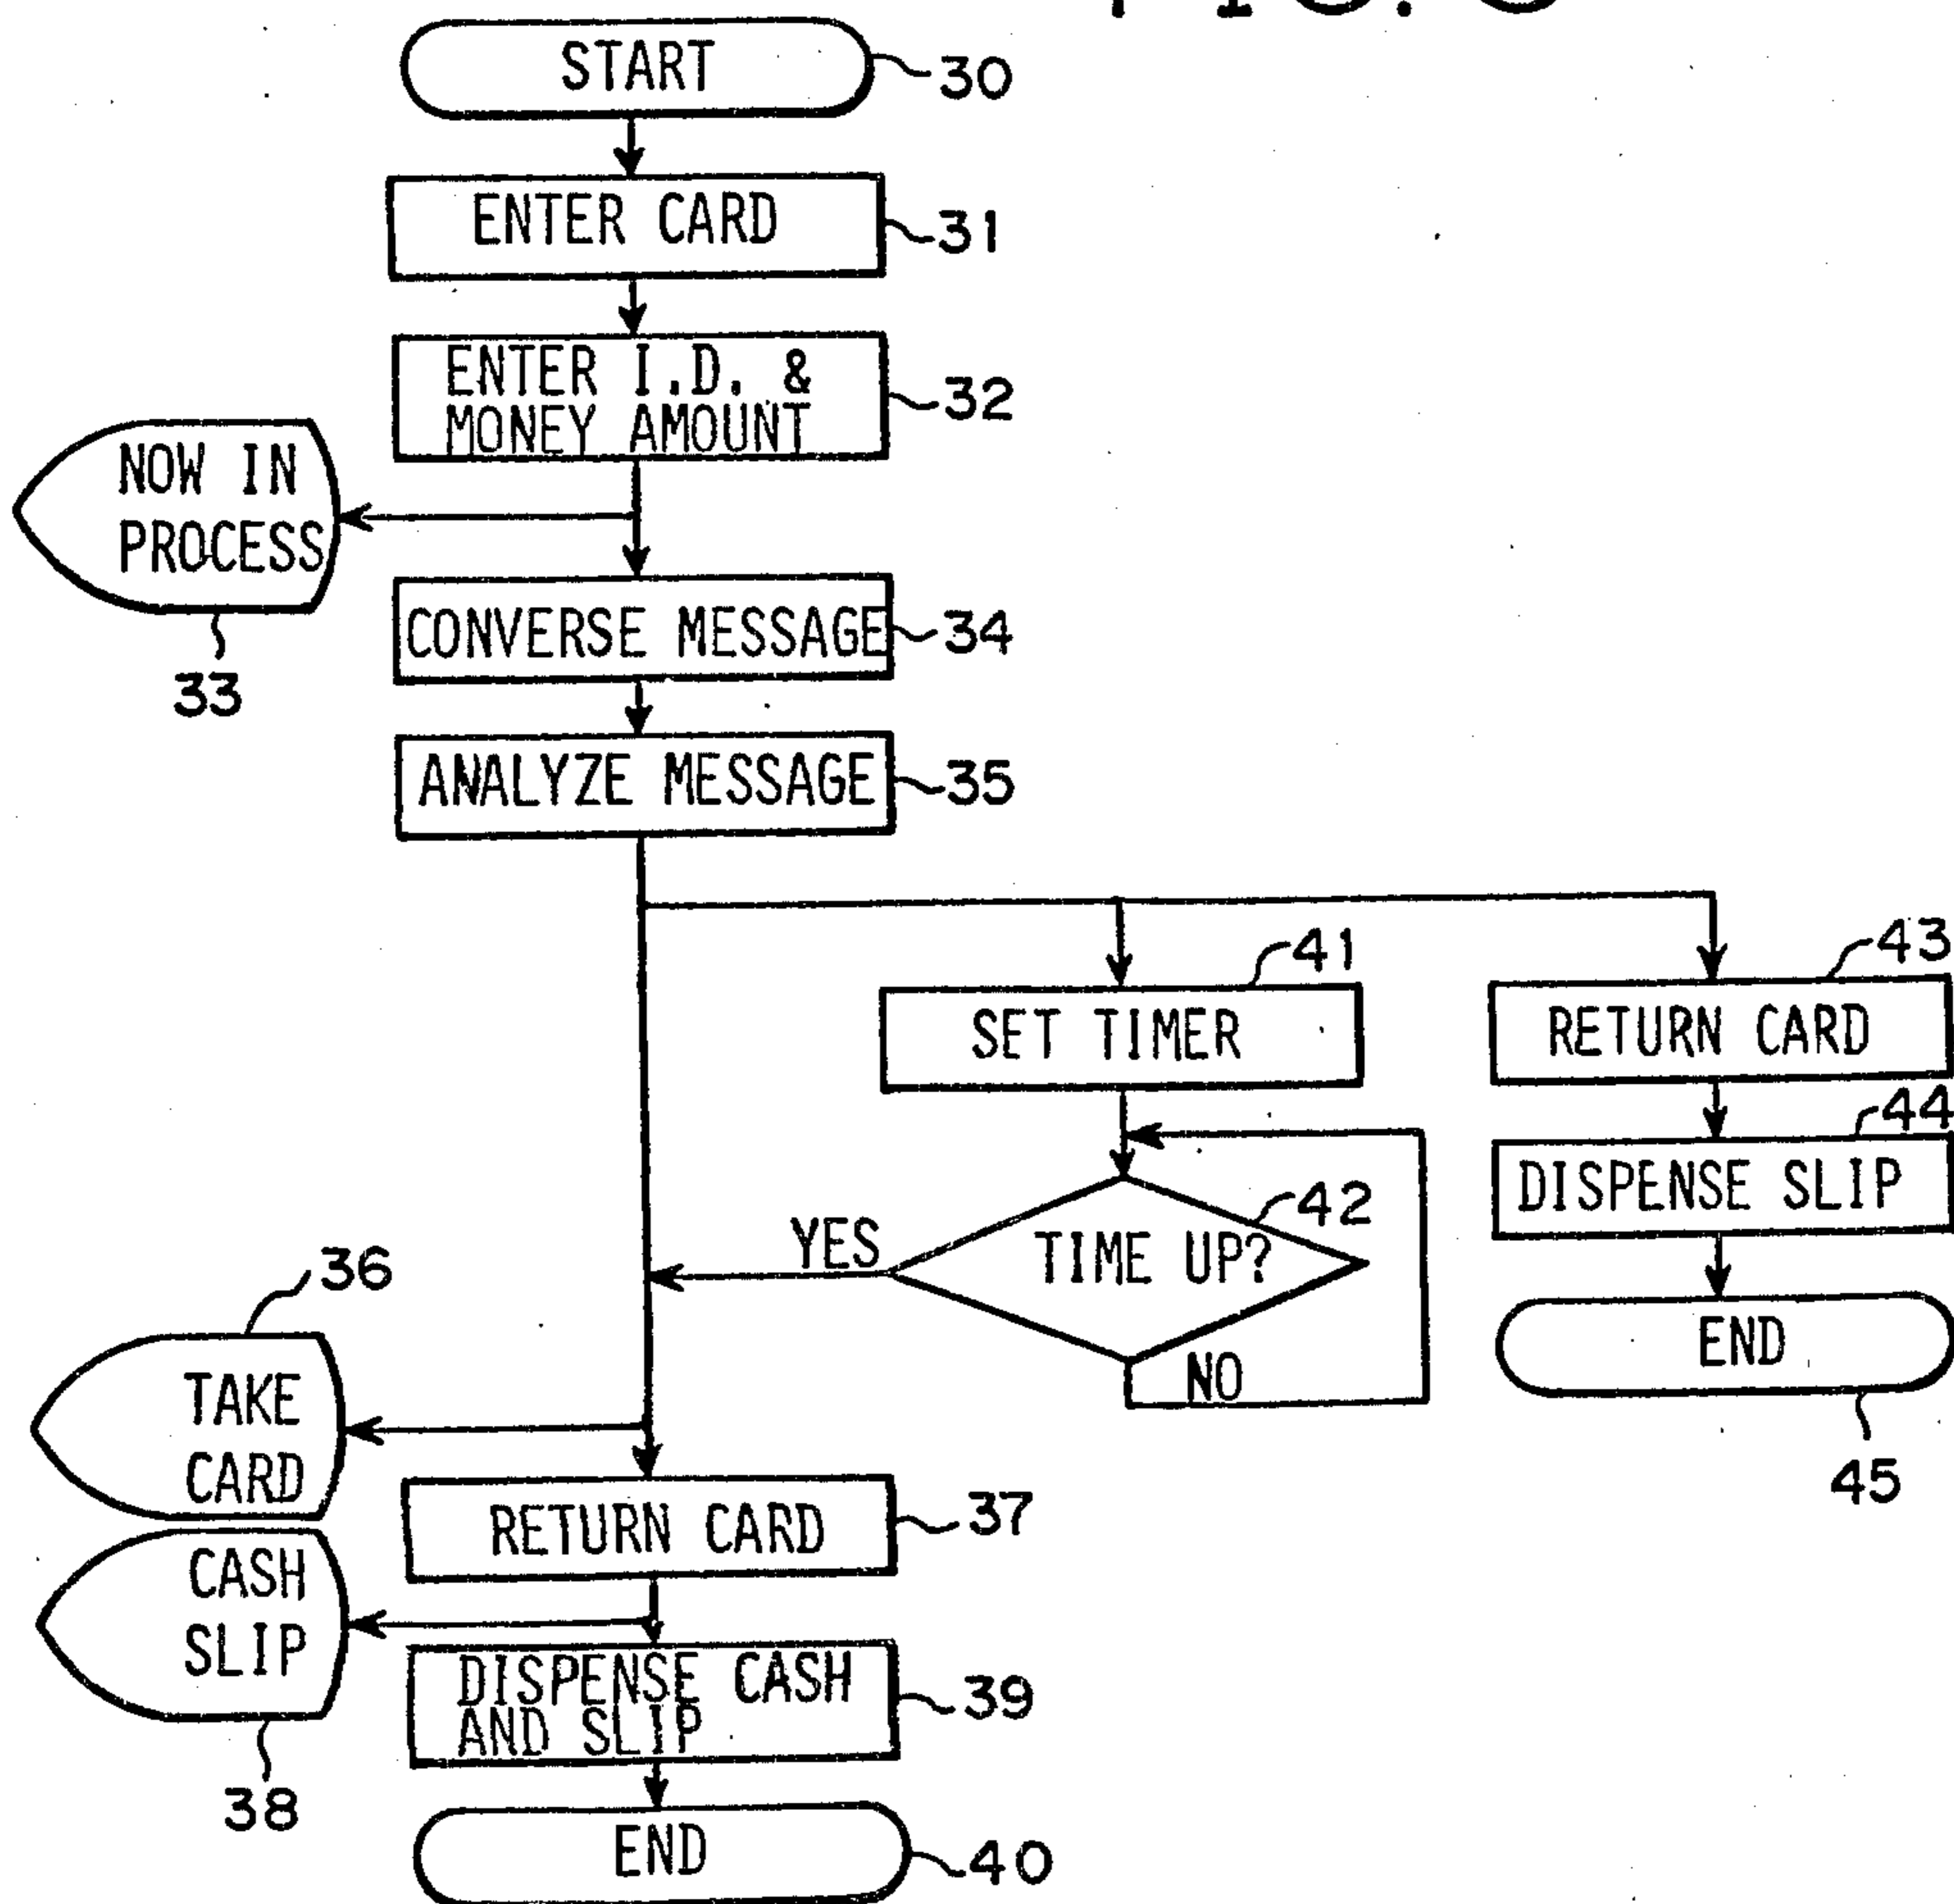 START
30
ENTER CARD
31
ENTER I.D. &
MONEY AMOUNT
32
NOW IN
PROCESS
33
CONVERSE MESSAGE
34
ANALYZE MESSAGE
35
41
SET TIMER
43
RETURN CARD
44
DISPENSE SLIP
42
TIME UP?
YES
NO
END
45
36
TAKE
CARD
RETURN CARD
37
CASH
SLIP
38
DISPENSE CASH
AND SLIP
39
END
40